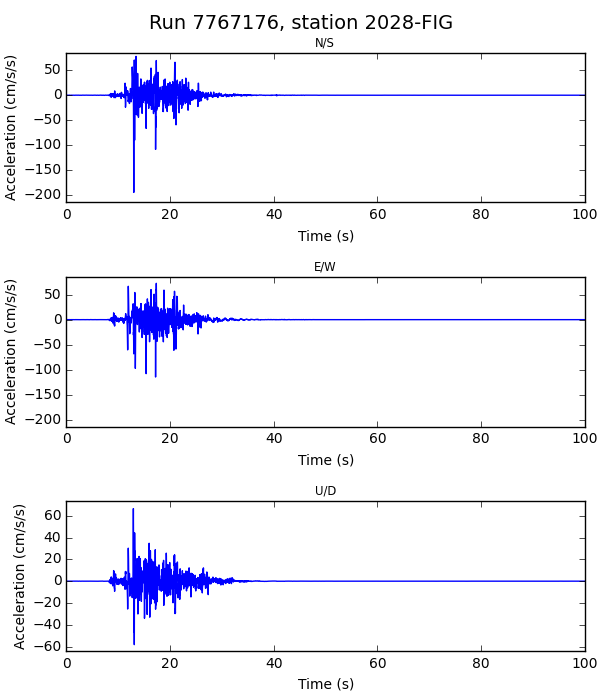 Run 7767176, station 2028-FIG
N/S
Acceleration (cm/s/s)
50
0
−50
−100
−150
−200
0 20 40 60 80 100
Time (s)
E/W
Acceleration (cm/s/s)
50
0
−50
−100
−150
−200
0 20 40 60 80 100
Time (s)
U/D
Acceleration (cm/s/s)
60
40
20
0
−20
−40
−60
0 20 40 60 80 100
Time (s)